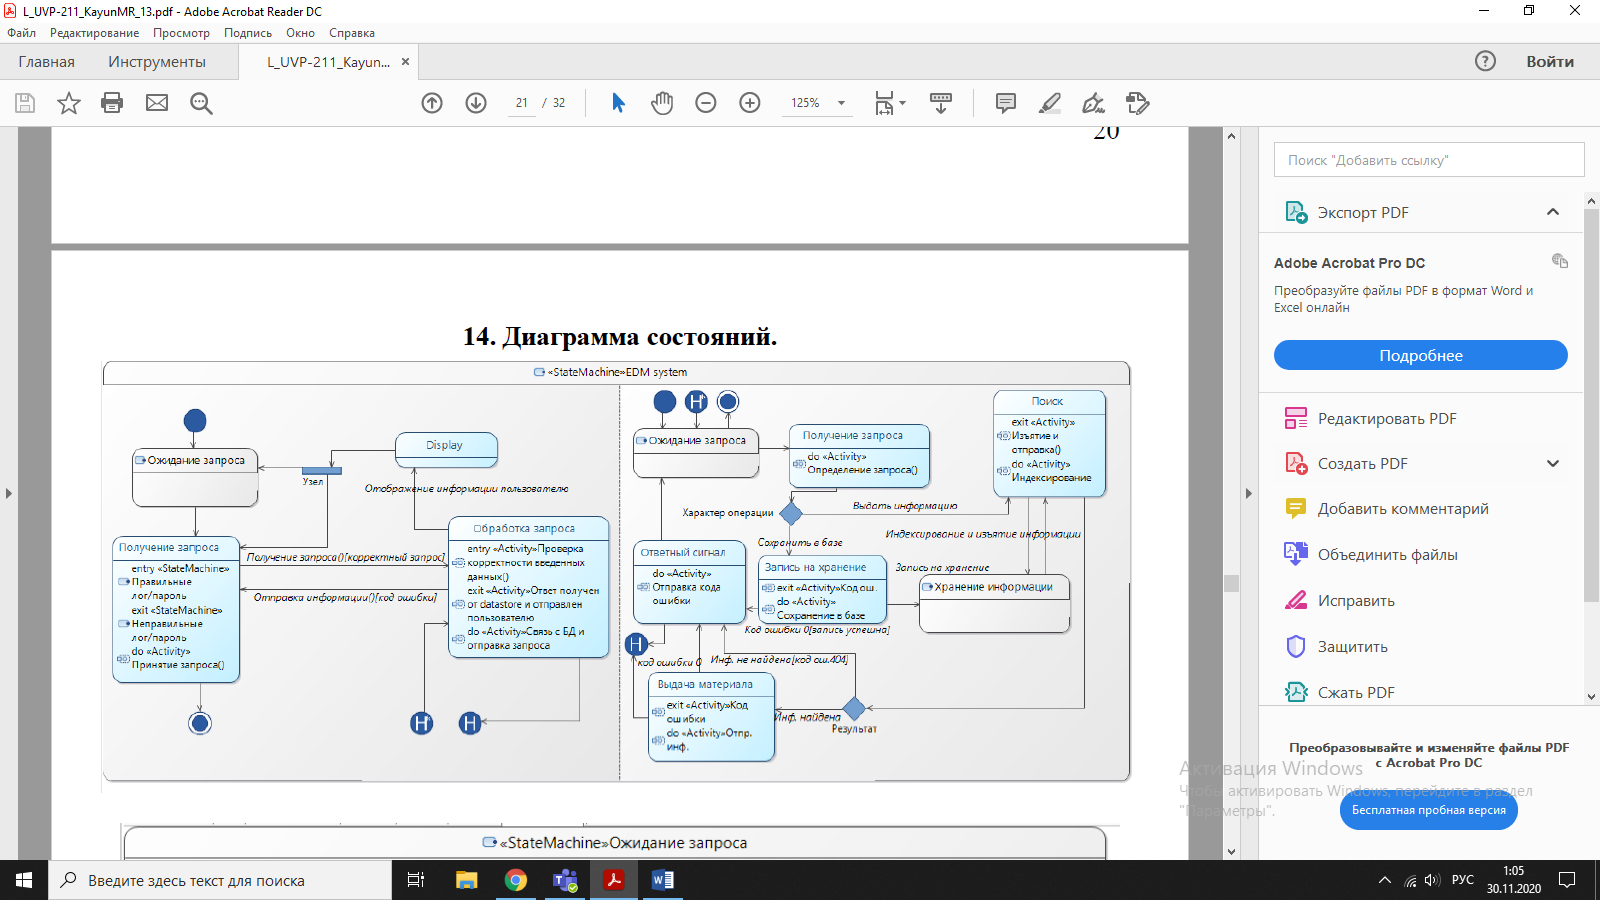 L_UVP-211_KayunMR_13.pdf - Adobe Acrobat Reader DC
Файл Редактирование Просмотр Подпись Окно Справка
Главная Инструменты L_UVP-211_Kayun... × Войти
21 / 32 125%
20
14. Диаграмма состояний.
«StateMachine»EDM system
Ожидание запроса
Display
Узел
Отображение информации пользователю
Получение запроса
entry «StateMachine»
Правильные
лог/пароль
exit «StateMachine»
Неправильные
лог/пароль
do «Activity»
Принятие запроса()
Получение запроса()[корректный запрос]
Отправка информации()[код ошибки]
бработка запроса
entry «Activity»Проверка
корректности введенных
данных()
exit «Activity»Ответ получен
от datastore и отправлен
пользователю
do «Activity»Связь с БД и
отправка запроса
H*
H
H*
Ожидание запроса
Получение запроса
do «Activity»
Определение запроса()
Поиск
exit «Activity»
Изъятие и
отправка()
do «Activity»
Индексирование
Характер операции
Выдать информацию
Сохранить в базе
Индексирование и изъятие информации
Ответный сигнал
do «Activity»
Отправка кода
ошибки
Запись на хранение
exit «Activity»Код ош.
do «Activity»
Сохранение в базе
Запись на хранение
Хранение информации
Код ошибки 0[запись успешна]
H
код ошибки 0
Инф. не найдена[код ош.404]
Выдача материала
exit «Activity»Код
ошибки
do «Activity»Отпр.
инф.
Инф. найдена
Результат
«StateMachine»Ожидание запроса
Поиск "Добавить ссылку"
Экспорт PDF
Adobe Acrobat Pro DC
Преобразуйте файлы PDF в формат Word и
Excel онлайн
Подробнее
Редактировать PDF
Создать PDF
Добавить комментарий
Объединить файлы
Исправить
Защитить
Сжать PDF
Преобразовывайте и изменяйте файлы PDF
с Acrobat Pro DC
Активация Windows
Чтобы активировать Windows, перейдите в раздел
"Параметры".
Бесплатная пробная версия
Введите здесь текст для поиска
РУС
1:05
30.11.2020